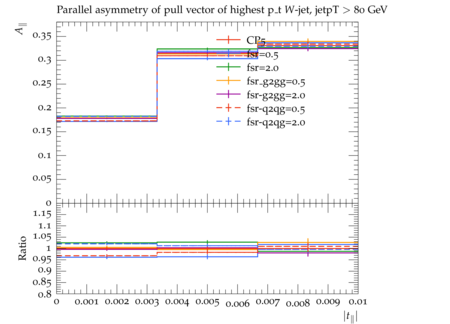 Parallel asymmetry of pull vector of highest p_t W-jet, jetpT > 80 GeV
A∥
0.35
0.3
0.25
0.2
0.15
0.1
0.05
0
CP5
fsr=0.5
fsr=2.0
fsr_g2gg=0.5
fsr-g2gg=2.0
fsr-q2qg=0.5
fsr-q2qg=2.0
Ratio
1.15
1.1
1.05
1
0.95
0.9
0.85
0.8
0 0.001 0.002 0.003 0.004 0.005 0.006 0.007 0.008 0.009 0.01
|t∥|